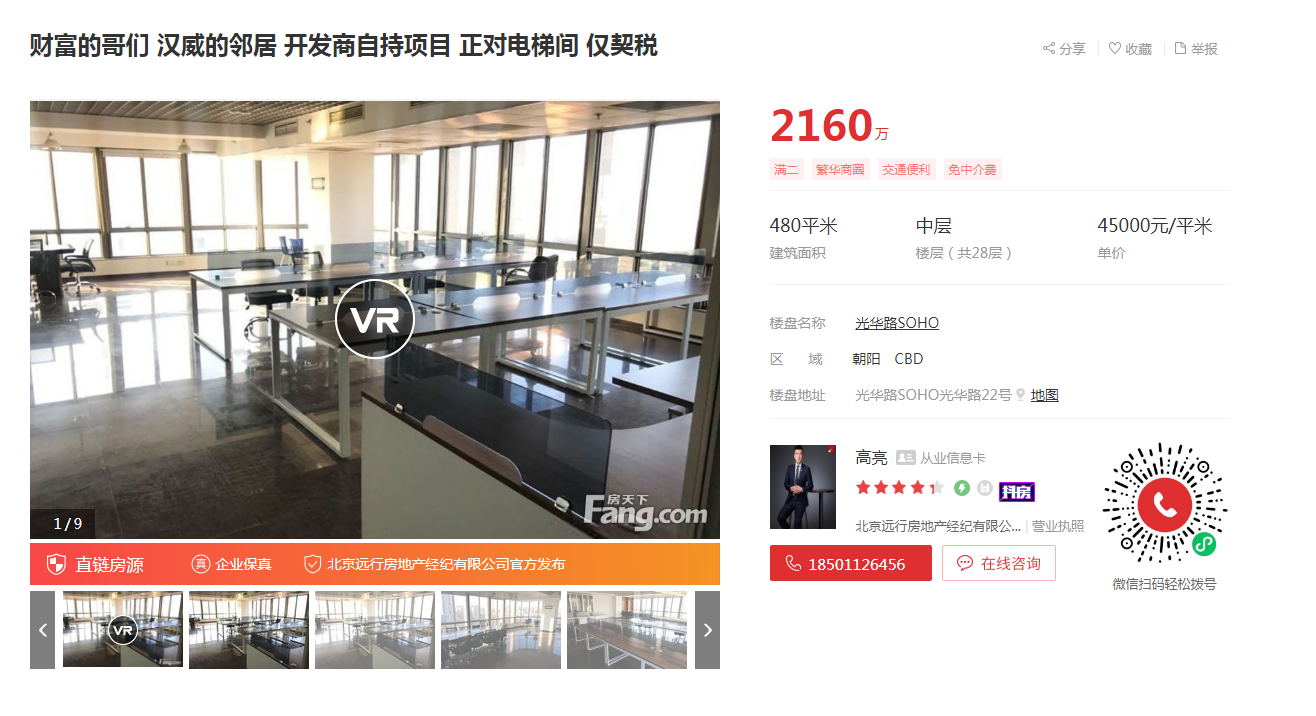 财富的哥们 汉威的邻居 开发商自持项目 正对电梯间 仅契税
分享 收藏 举报
VR
房天下
Fang.com
1/9
直链房源 真 企业保真 北京远行房地产经纪有限公司官方发布
VR
Fang.com
2160万
满二 繁华商圈 交通便利 免中介费
480平米 中层 45000元/平米
建筑面积 楼层 ( 共28层 ) 单价
楼盘名称 光华路SOHO
区 域 朝阳 CBD
楼盘地址 光华路SOHO光华路22号 地图
高亮 从业信息卡
抖房
北京远行房地产经纪有限公... 营业执照
18501126456 在线咨询
微信扫码轻松拨号